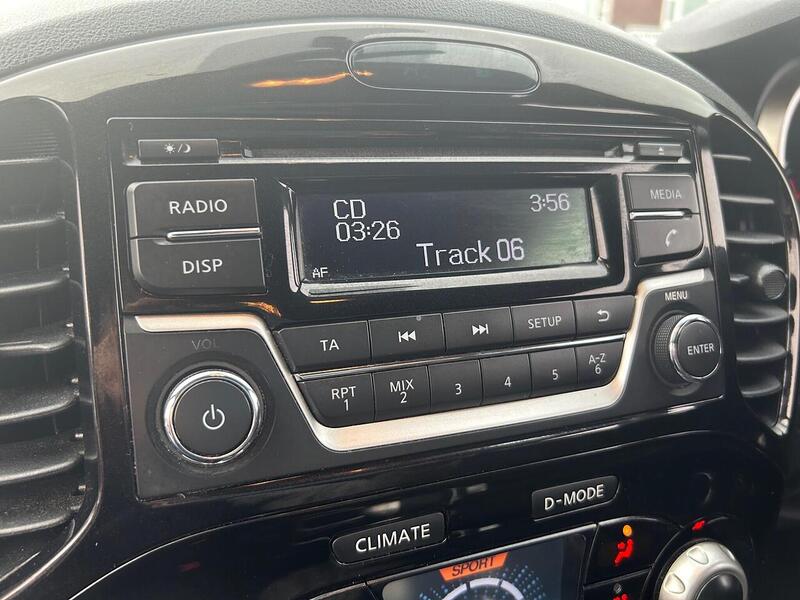 RADIO
DISP
CD
03:26
3:56
Track 06
AF
MEDIA
MENU
ENTER
VOL
TA
SETUP
RPT
1
MIX
2
3
4
5
A-Z
6
CLIMATE
D-MODE
SPORT